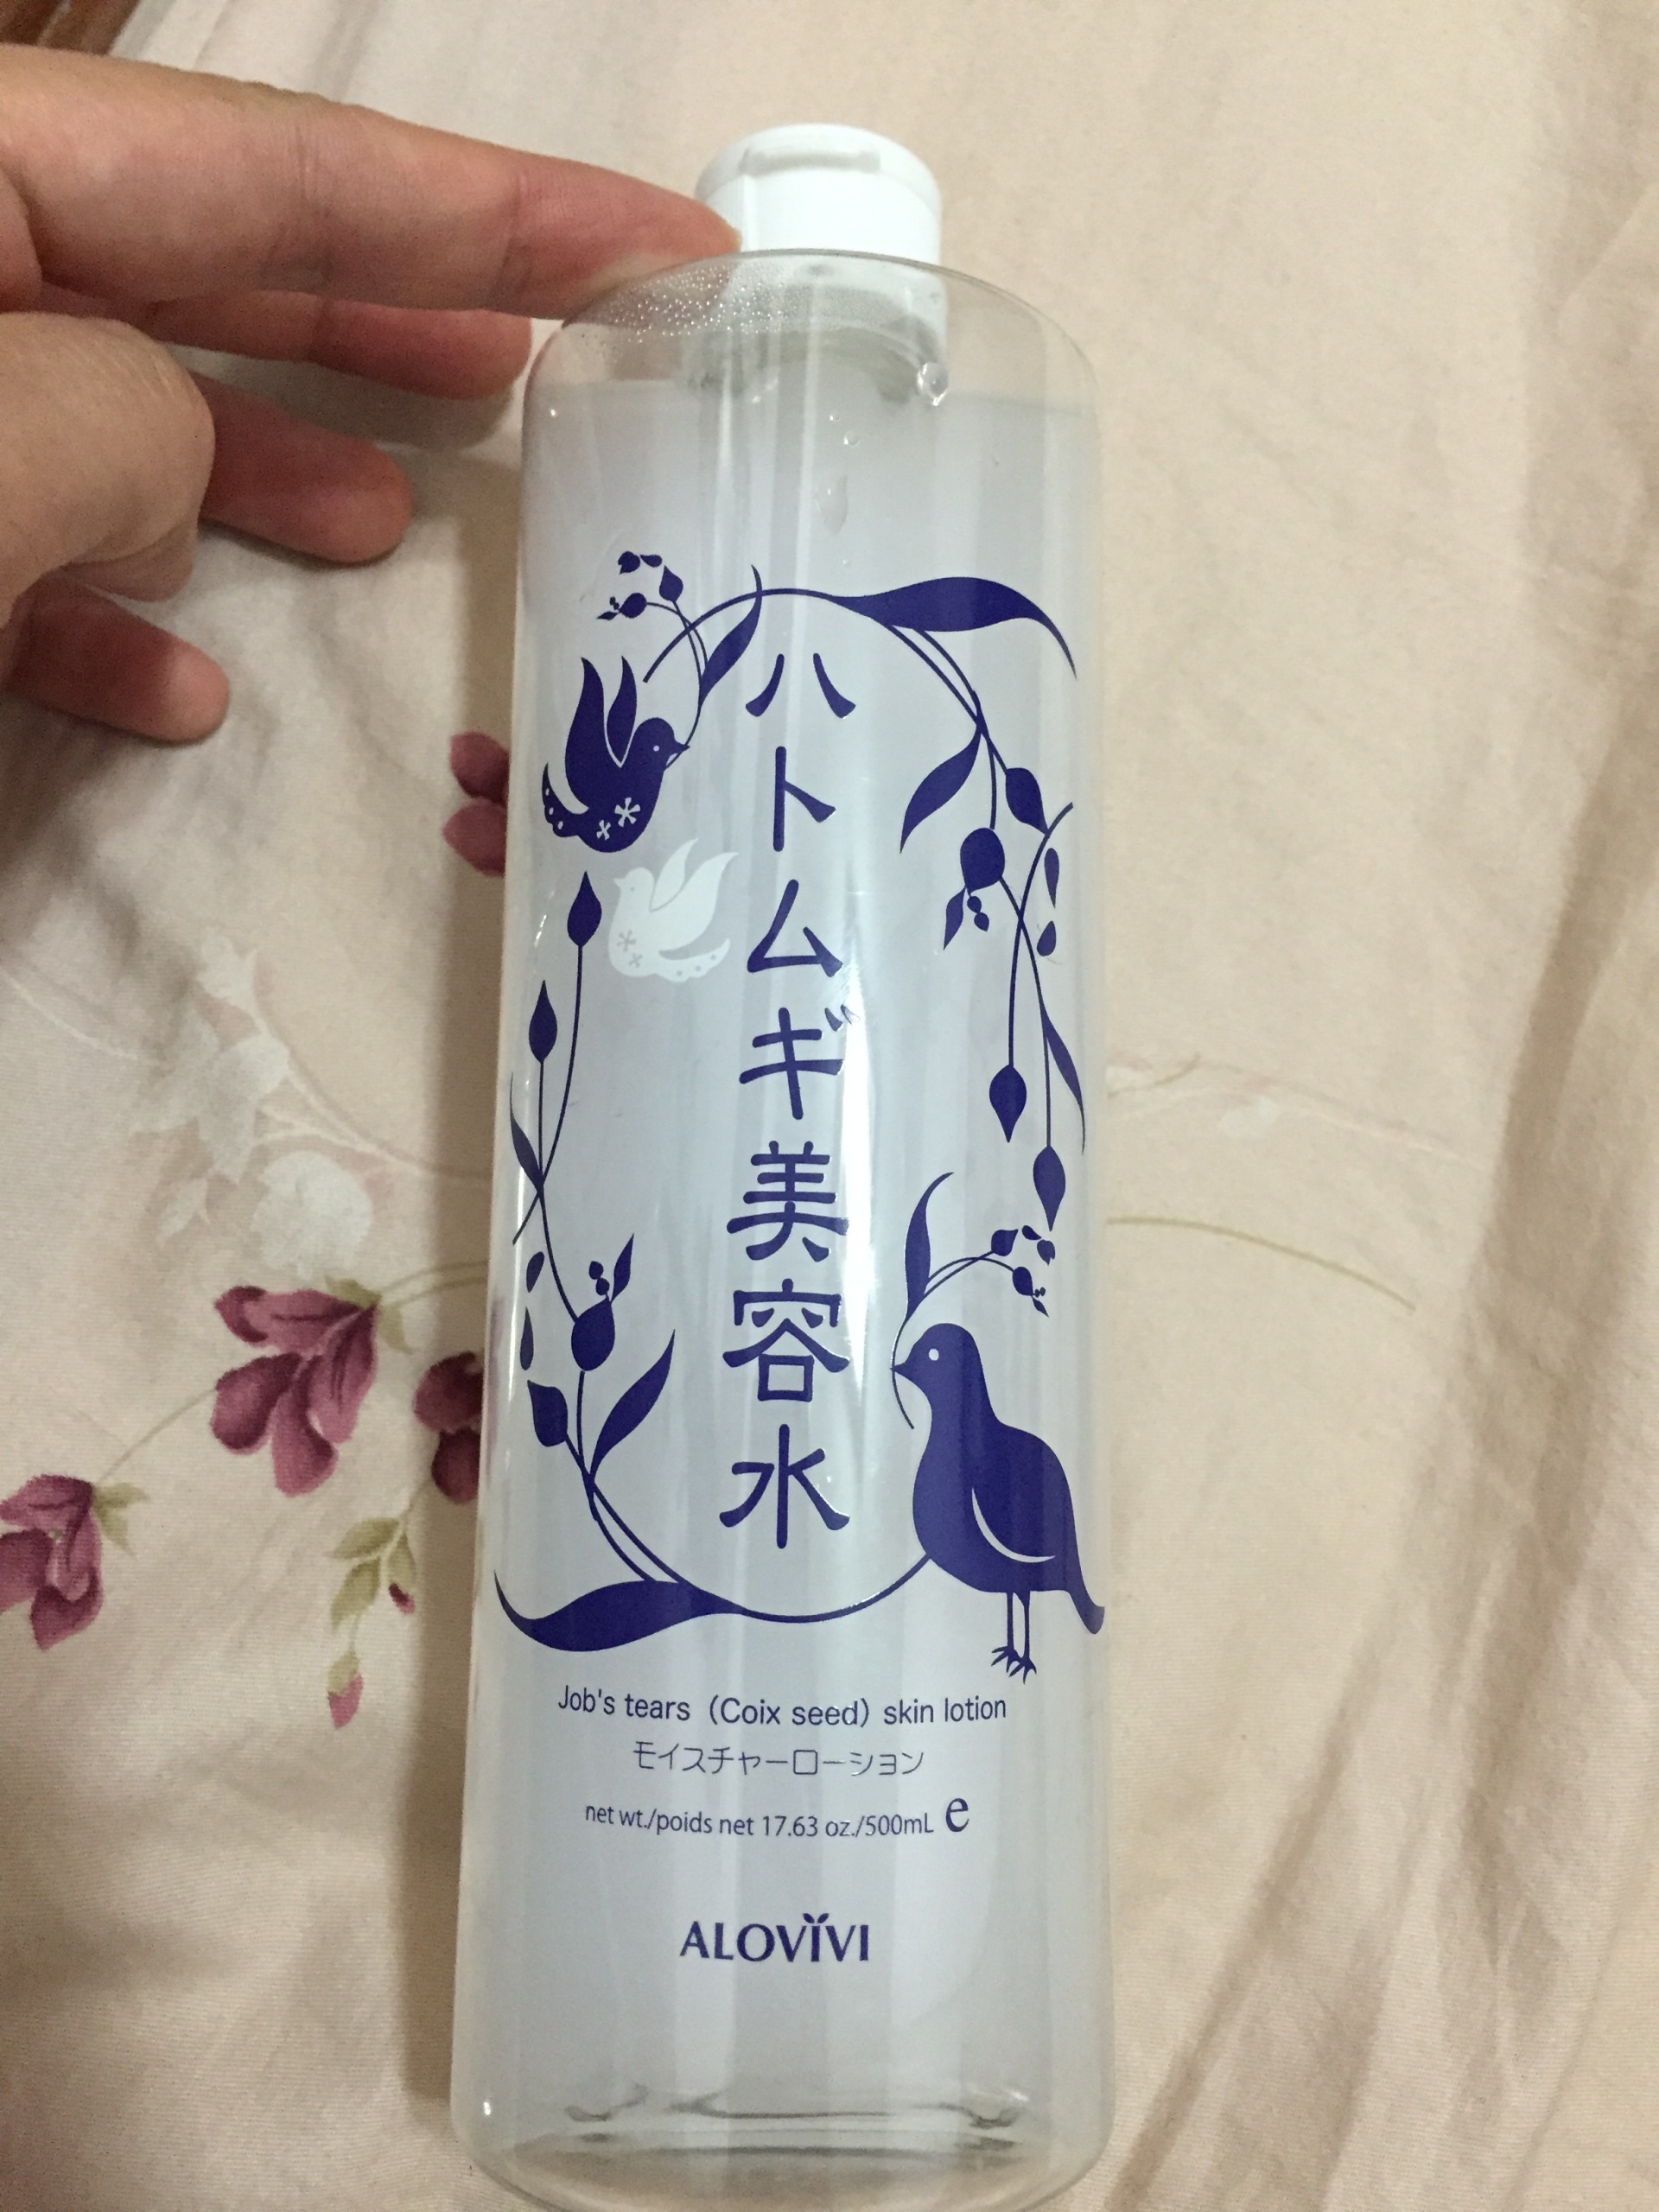 ハトムギ美容水
Job's tears (Coix seed) skin lotion
モイスチャーローション
net wt./poids net 17.63 oz./500mL e
ALOVIVI